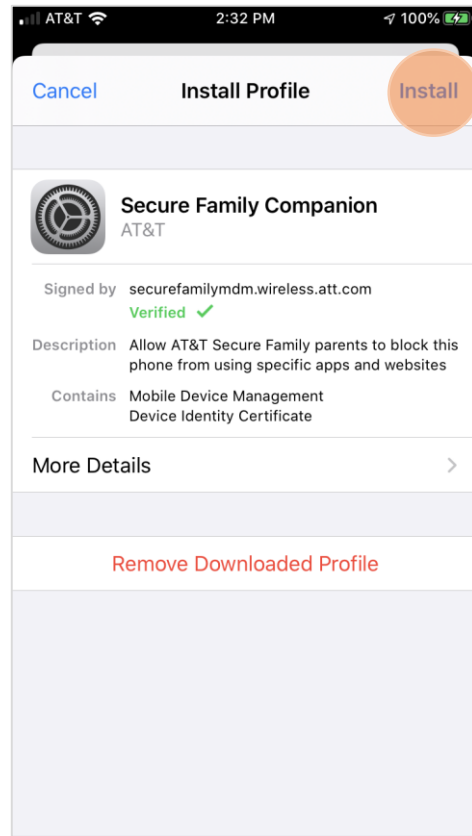 AT&T 2:32 PM 100%
Cancel Install Profile Install
Secure Family Companion
AT&T
Signed by securefamilymdm.wireless.att.com
Verified ✓
Description Allow AT&T Secure Family parents to block this
phone from using specific apps and websites
Contains Mobile Device Management
Device Identity Certificate
More Details
Remove Downloaded Profile